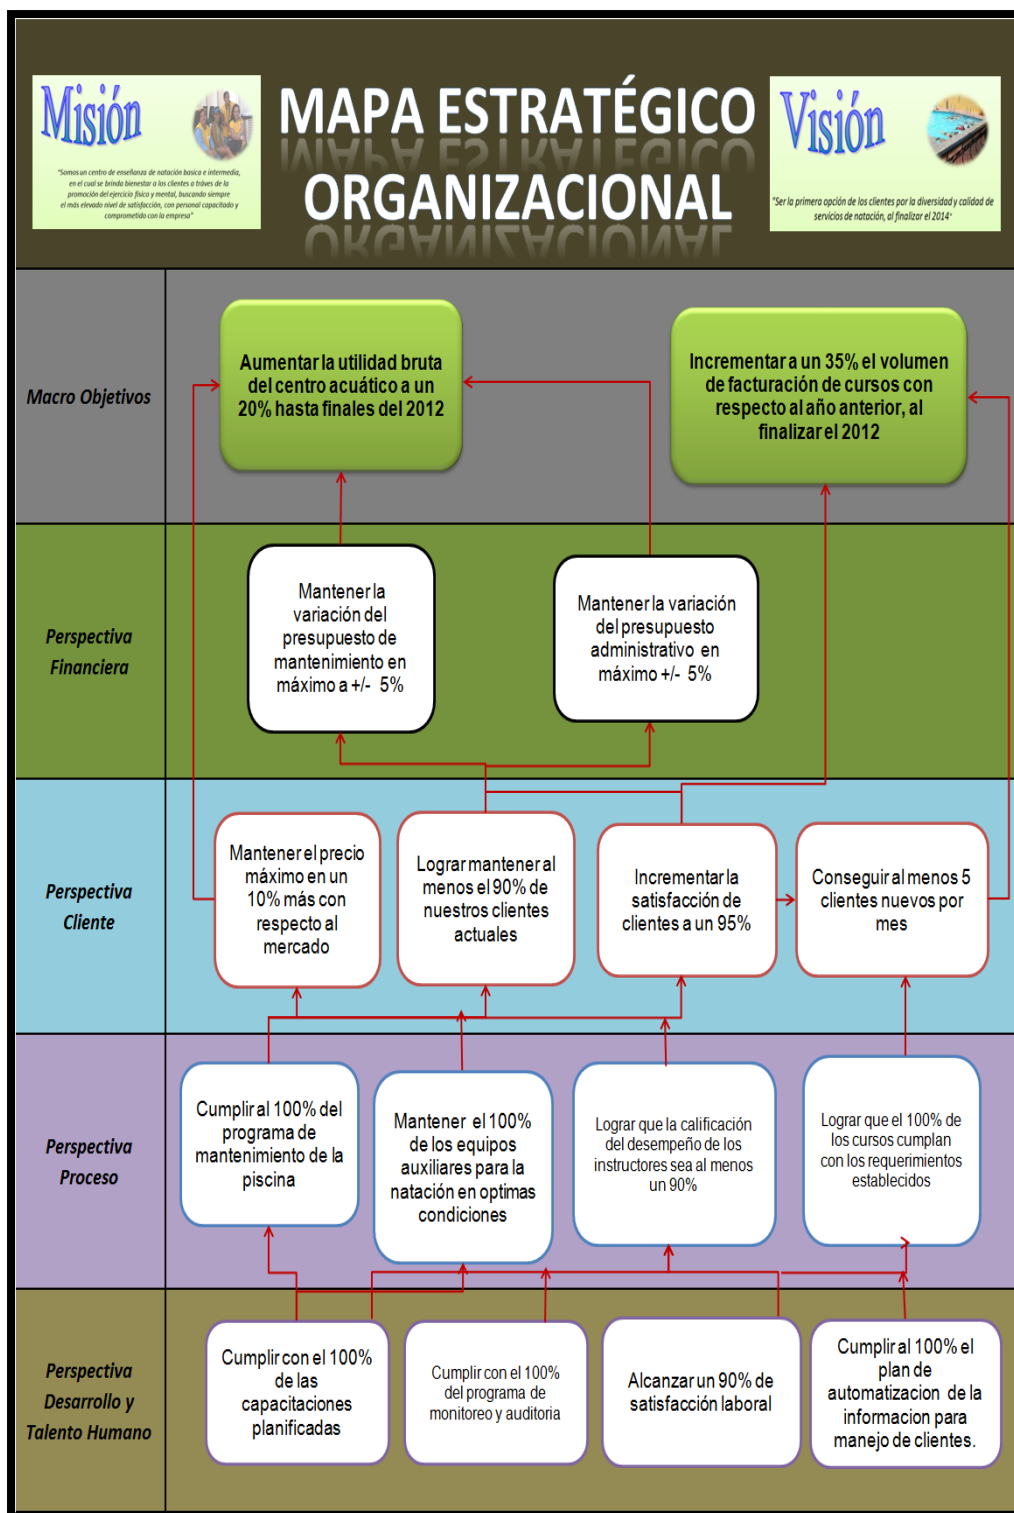 Misión
"Somos un centro de enseñanza de natación basica e intermedia,
en el cual se brinda bienestar a los clientes a tráves de la
promoción del ejercicio físico y mental, buscando siempre
el más elevado nivel de satisfacción, con personal capacitado y
comprometido con la empresa"
MAPA ESTRATÉGICO
ORGANIZACIONAL
Visión
"Ser la primera opción de los clientes por la diversidad y calidad de
servicios de natación, al finalizar el 2014"
Macro Objetivos
Aumentar la utilidad bruta
del centro acuático a un
20% hasta finales del 2012
Incrementar a un 35% el volumen
de facturación de cursos con
respecto al año anterior, al
finalizar el 2012
Perspectiva
Financiera
Mantener la
variación del
presupuesto de
mantenimiento en
máximo a +/- 5%
Mantener la variación
del presupuesto
administrativo en
máximo +/- 5%
Perspectiva
Cliente
Mantener el precio
máximo en un
10% más con
respecto al
mercado
Lograr mantener al
menos el 90% de
nuestros clientes
actuales
Incrementar la
satisfacción de
clientes a un 95%
Conseguir al menos 5
clientes nuevos por
mes
Perspectiva
Proceso
Cumplir al 100% del
programa de
mantenimiento de la
piscina
Mantener el 100%
de los equipos
auxiliares para la
natación en optimas
condiciones
Lograr que la calificación
del desempeño de los
instructores sea al menos
un 90%
Lograr que el 100% de
los cursos cumplan
con los requerimientos
establecidos
Perspectiva
Desarrollo y
Talento Humano
Cumplir con el 100%
de las
capacitaciones
planificadas
Cumplir con el 100%
del programa de
monitoreo y auditoria
Alcanzar un 90% de
satisfacción laboral
Cumplir al 100% el
plan de
automatizacion de la
informacion para
manejo de clientes.